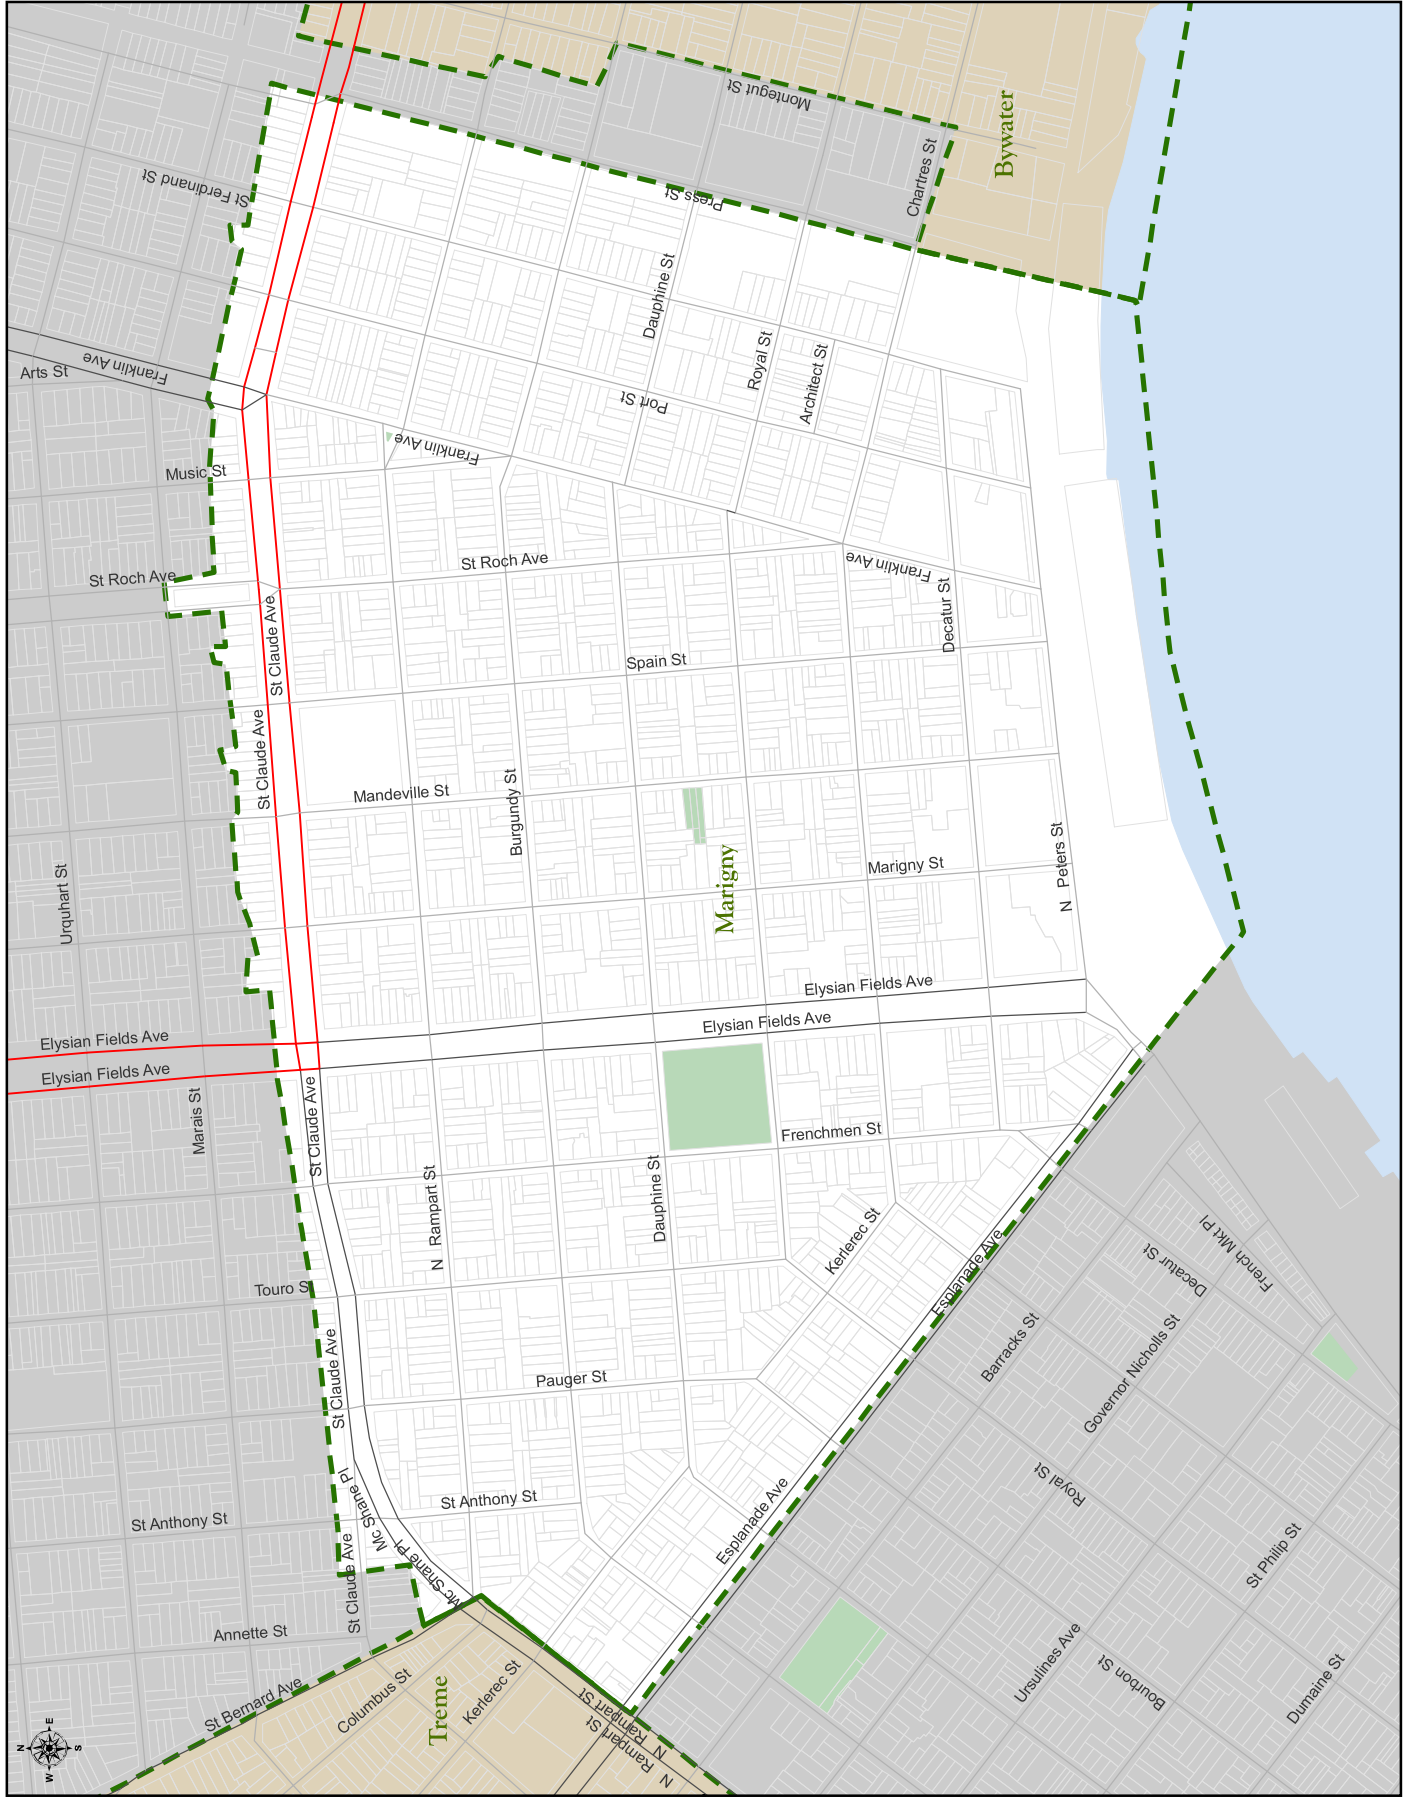 Montegut St
Bywater
Chartres St
St Ferdinand St
Press St
Dauphine St
Royal St
Architect St
Franklin Ave
Arts St
Port St
Franklin Ave
Music St
St Roch Ave
Franklin Ave
St Roch Ave
Decatur St
St Claude Ave
Spain St
St Claude Ave
Mandeville St
Burgundy St
Marigny
Marigny St
N Peters St
Urquhart St
Elysian Fields Ave
Elysian Fields Ave
Elysian Fields Ave
Elysian Fields Ave
Marais St
St Claude Ave
Frenchmen St
N Rampart St
Dauphine St
Kerlerec St
Esplanade Ave
French Mkt Pl
Decatur St
Touro St
St Claude Ave
Barracks St
Governor Nicholls St
Pauger St
Mc Shane Pl
St Anthony St
St Anthony St
Esplanade Ave
Royal St
St Claude Ave
Mc Shane Pl
St Philip St
Annette St
St Bernard Ave
Columbus St
Treme
Kerlerec St
N Rampart St
N Rampart St
Ursulines Ave
Bourbon St
Dumaine St
N
E
S
W